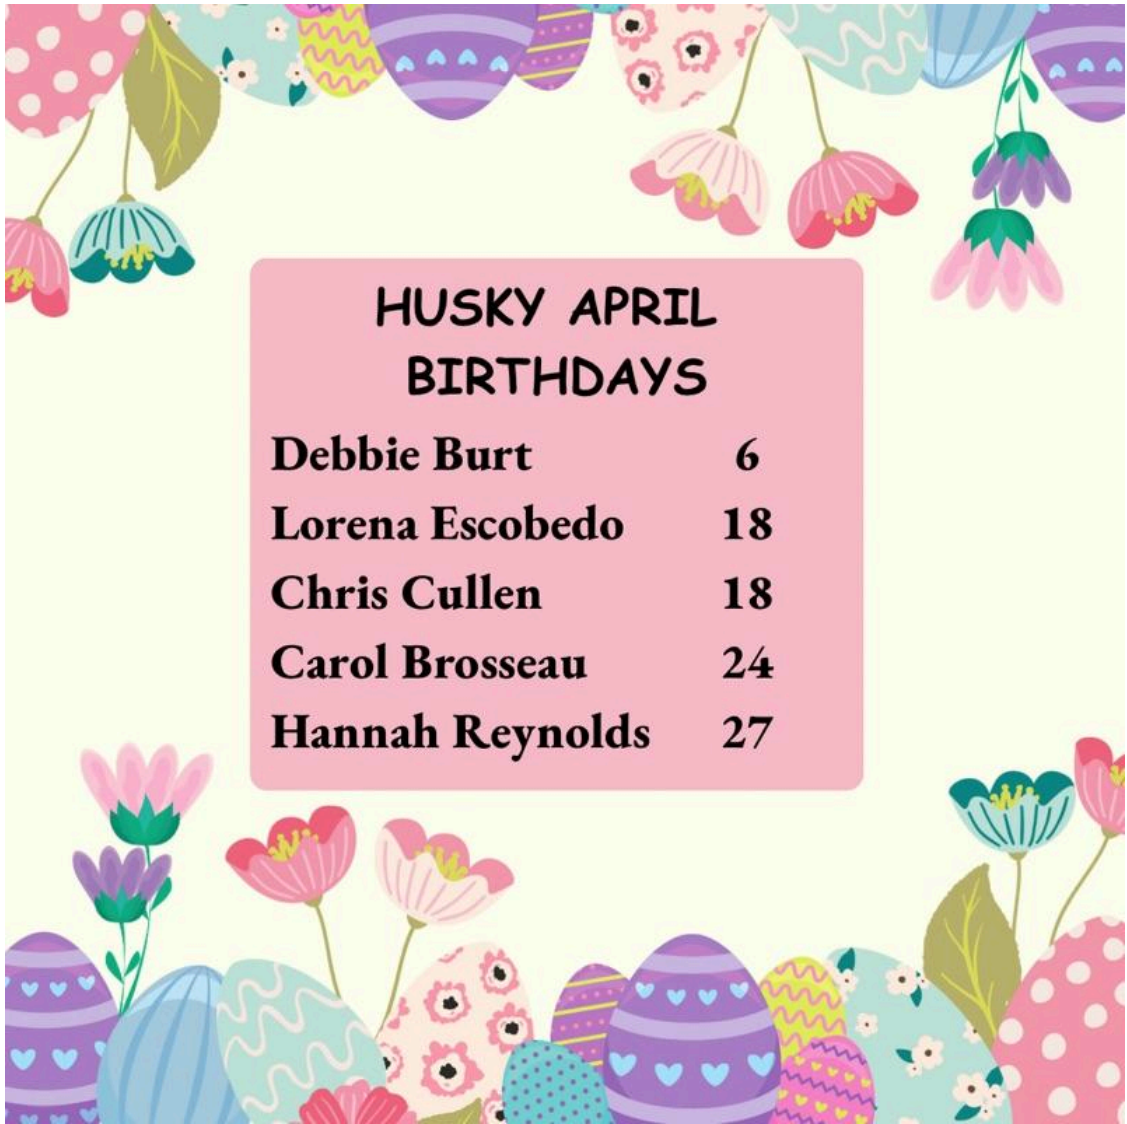 HUSKY APRIL
BIRTHDAYS
Debbie Burt 6
Lorena Escobedo 18
Chris Cullen 18
Carol Brosseau 24
Hannah Reynolds 27